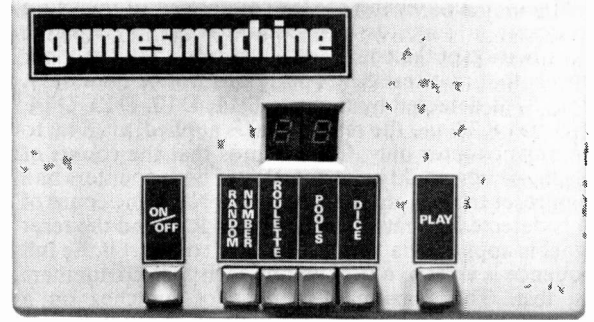 gamesmachine
ON/OFF
RANDOM NUMBER
ROULETTE
POOLS
DICE
PLAY